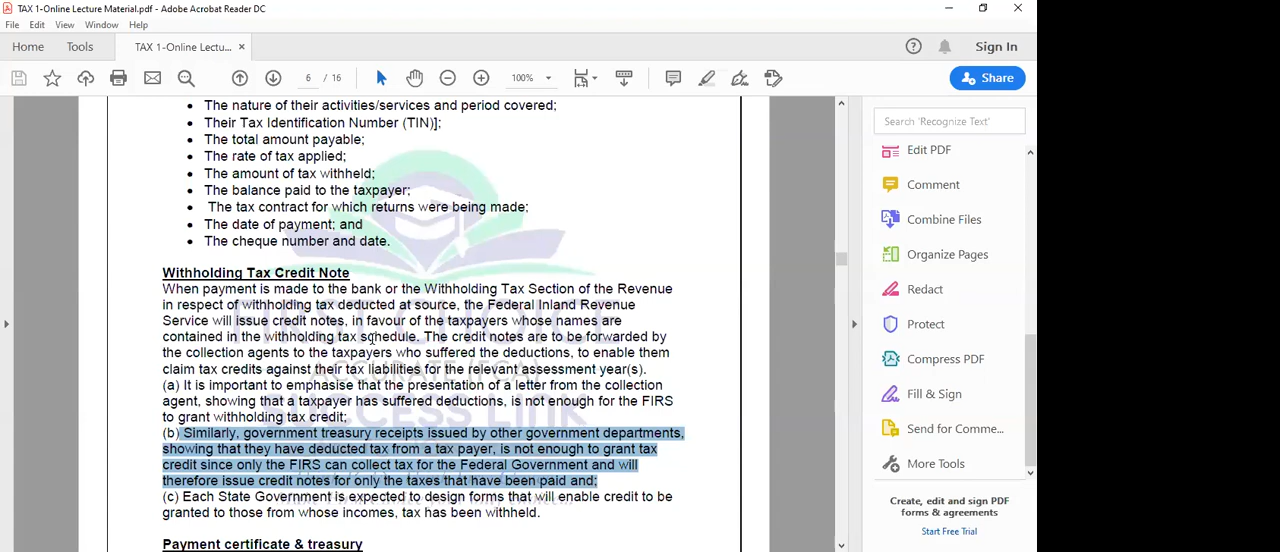 TAX 1-Online Lecture Material.pdf - Adobe Acrobat Reader DC
File Edit View Window Help
Home Tools TAX 1-Online Lectu... × Sign In
6 / 16 100% Share
The nature of their activities/services and period covered;
Their Tax Identification Number (TIN)];
The total amount payable;
The rate of tax applied;
The amount of tax withheld;
The balance paid to the taxpayer;
The tax contract for which returns were being made;
The date of payment; and
The cheque number and date.
Withholding Tax Credit Note
When payment is made to the bank or the Withholding Tax Section of the Revenue
in respect of withholding tax deducted at source, the Federal Inland Revenue
Service will issue credit notes, in favour of the taxpayers whose names are
contained in the withholding tax schedule. The credit notes are to be forwarded by
the collection agents to the taxpayers who suffered the deductions, to enable them
claim tax credits against their tax liabilities for the relevant assessment year(s).
(a) It is important to emphasise that the presentation of a letter from the collection
agent, showing that a taxpayer has suffered deductions, is not enough for the FIRS
to grant withholding tax credit;
(b) Similarly, government treasury receipts issued by other government departments,
showing that they have deducted tax from a tax payer, is not enough to grant tax
credit since only the FIRS can collect tax for the Federal Government and will
therefore issue credit notes for only the taxes that have been paid and;
(c) Each State Government is expected to design forms that will enable credit to be
granted to those from whose incomes, tax has been withheld.
Payment certificate & treasury
FIRST CHOICE
SUCCESS LINK
Search 'Recognize Text'
Edit PDF
Comment
Combine Files
Organize Pages
Redact
Protect
Compress PDF
Fill & Sign
Send for Comme...
More Tools
Create, edit and sign PDF
forms & agreements
Start Free Trial